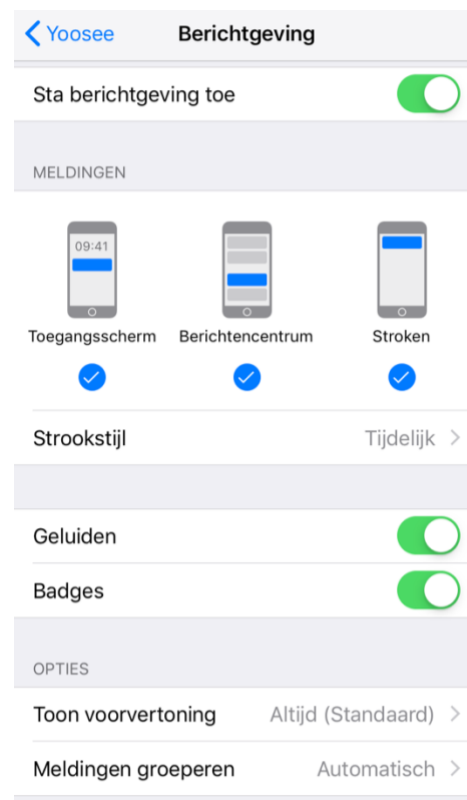 Yoosee Berichtgeving
Sta berichtgeving toe
MELDINGEN
09:41
Toegangsscherm Berichtencentrum Stroken
Strookstijl Tijdelijk
Geluiden
Badges
OPTIES
Toon voorvertoning Altijd (Standaard)
Meldingen groeperen Automatisch